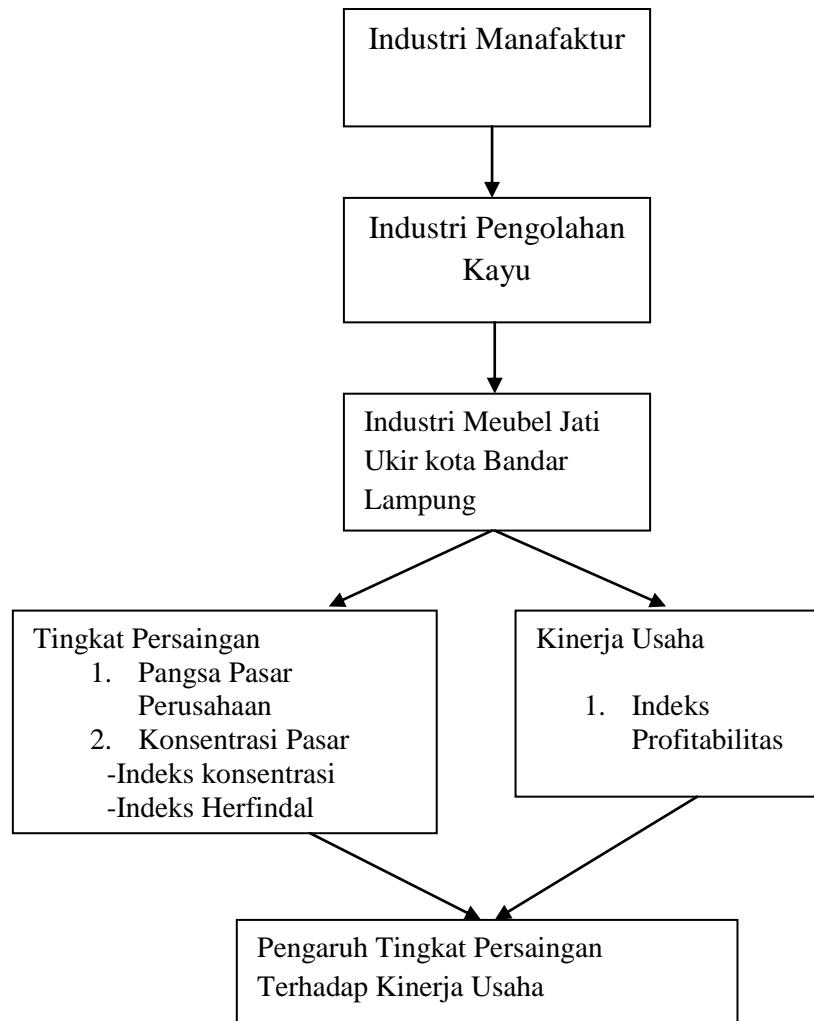 Industri Manafaktur
Industri Pengolahan
Kayu
Industri Meubel Jati
Ukir kota Bandar
Lampung
Tingkat Persaingan
1. Pangsa Pasar
Perusahaan
2. Konsentrasi Pasar
-Indeks konsentrasi
-Indeks Herfindal
Kinerja Usaha
1. Indeks
Profitabilitas
Pengaruh Tingkat Persaingan
Terhadap Kinerja Usaha